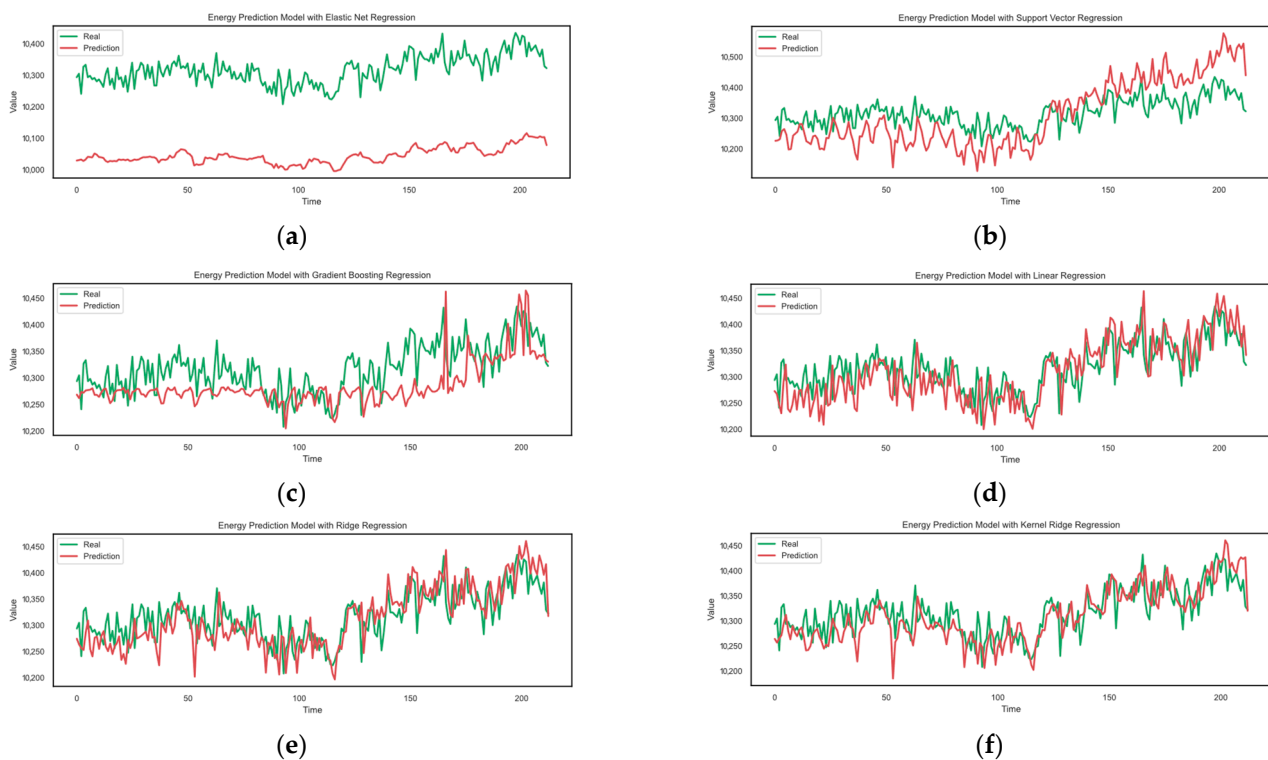 Energy Prediction Model with Elastic Net Regression
Real
Prediction
Value
10,400
10,300
10,200
10,100
10,000
0 50 100 150 200
Time
(a)
Energy Prediction Model with Support Vector Regression
Real
Prediction
Value
10,500
10,400
10,300
10,200
0 50 100 150 200
Time
(b)
Energy Prediction Model with Gradient Boosting Regression
Real
Prediction
Value
10,450
10,400
10,350
10,300
10,250
10,200
0 50 100 150 200
Time
(c)
Energy Prediction Model with Linear Regression
Real
Prediction
Value
10,450
10,400
10,350
10,300
10,250
10,200
0 50 100 150 200
Time
(d)
Energy Prediction Model with Ridge Regression
Real
Prediction
Value
10,450
10,400
10,350
10,300
10,250
10,200
0 50 100 150 200
Time
(e)
Energy Prediction Model with Kernel Ridge Regression
Real
Prediction
Value
10,450
10,400
10,350
10,300
10,250
10,200
0 50 100 150 200
Time
(f)